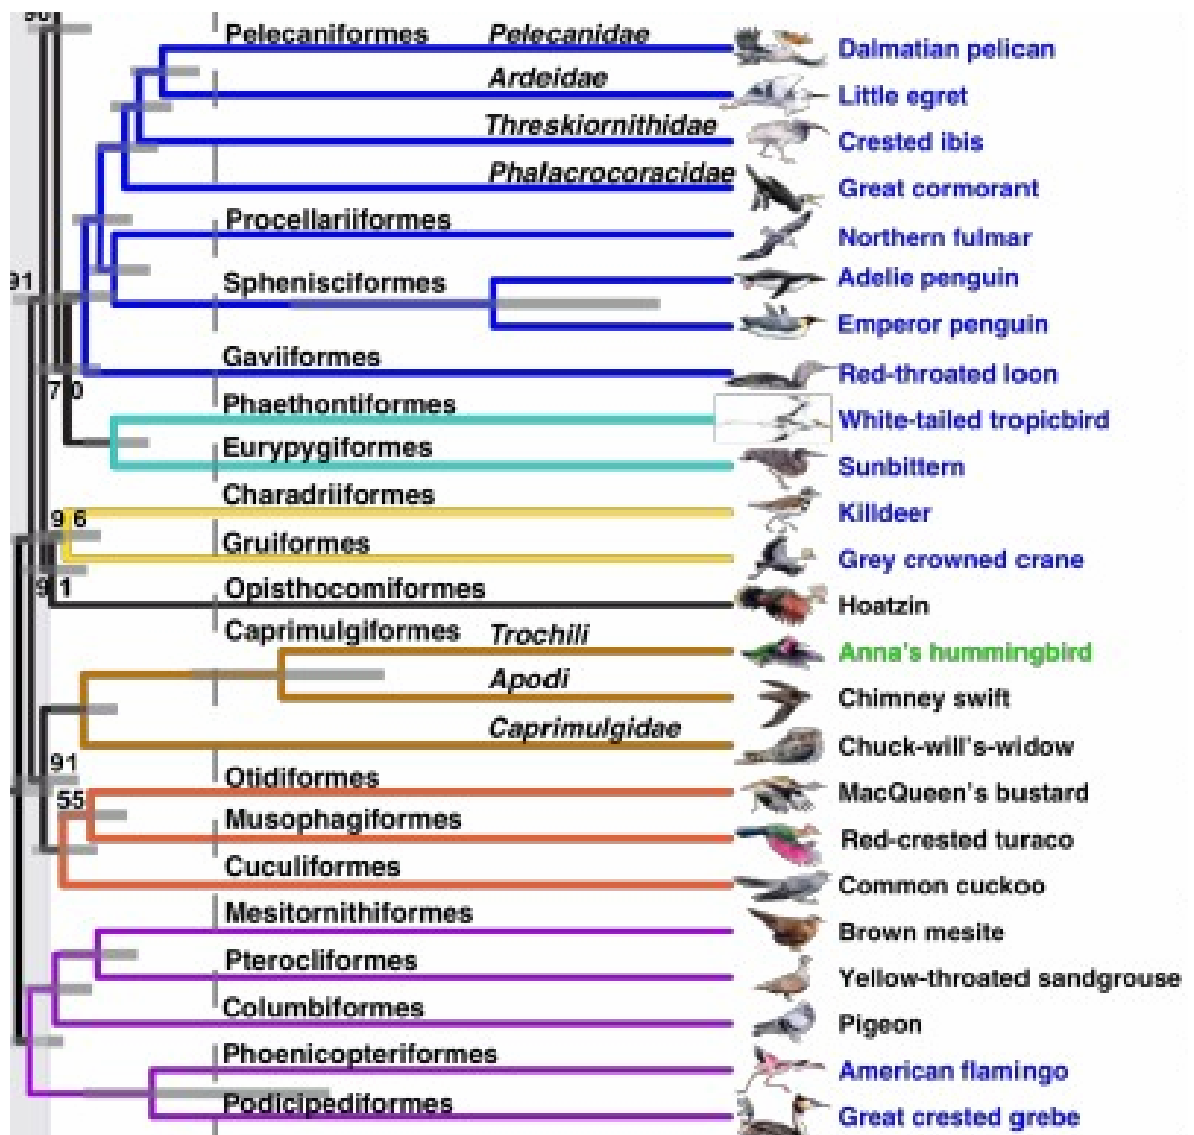 90
Pelecaniformes Pelecanidae Dalmatian pelican
Ardeidae Little egret
Threskiornithidae Crested ibis
Phalacrocoracidae Great cormorant
Procellariiformes Northern fulmar
91 Sphenisciformes Adelie penguin
Emperor penguin
Gaviiformes Red-throated loon
70
Phaethontiformes White-tailed tropicbird
Eurypygiformes Sunbittern
Charadriiformes Killdeer
96
Gruiformes Grey crowned crane
91 Opisthocomiformes Hoatzin
Caprimulgiformes Trochili Anna's hummingbird
Apodi Chimney swift
Caprimulgidae Chuck-will's-widow
91
Otidiformes MacQueen's bustard
55
Musophagiformes Red-crested turaco
Cuculiformes Common cuckoo
Mesitornithiformes Brown mesite
Pterocliformes Yellow-throated sandgrouse
Columbiformes Pigeon
Phoenicopteriformes American flamingo
Podicipediformes Great crested grebe